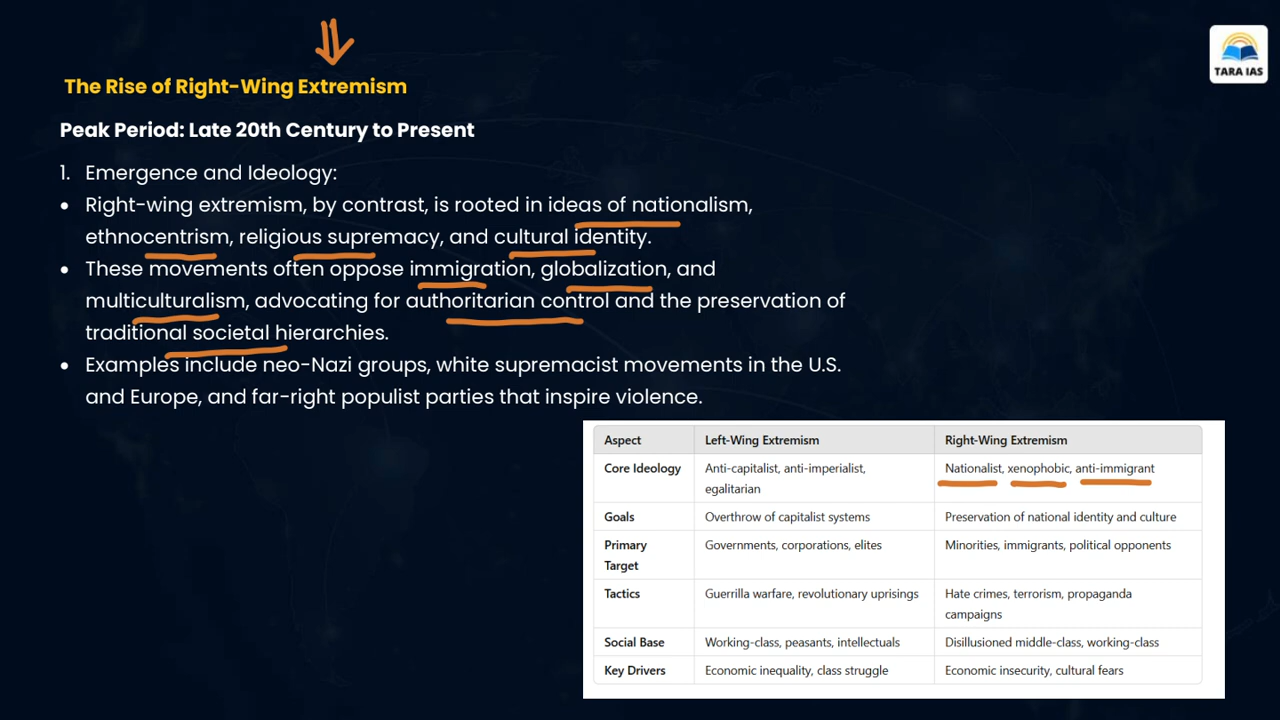 TARA IAS
The Rise of Right-Wing Extremism
Peak Period: Late 20th Century to Present
1. Emergence and Ideology:
• Right-wing extremism, by contrast, is rooted in ideas of nationalism,
ethnocentrism, religious supremacy, and cultural identity.
• These movements often oppose immigration, globalization, and
multiculturalism, advocating for authoritarian control and the preservation of
traditional societal hierarchies.
• Examples include neo-Nazi groups, white supremacist movements in the U.S.
and Europe, and far-right populist parties that inspire violence.
Aspect Left-Wing Extremism Right-Wing Extremism
Core Ideology Anti-capitalist, anti-imperialist, Nationalist, xenophobic, anti-immigrant
egalitarian
Goals Overthrow of capitalist systems Preservation of national identity and culture
Primary Governments, corporations, elites Minorities, immigrants, political opponents
Target
Tactics Guerrilla warfare, revolutionary uprisings Hate crimes, terrorism, propaganda
campaigns
Social Base Working-class, peasants, intellectuals Disillusioned middle-class, working-class
Key Drivers Economic inequality, class struggle Economic insecurity, cultural fears